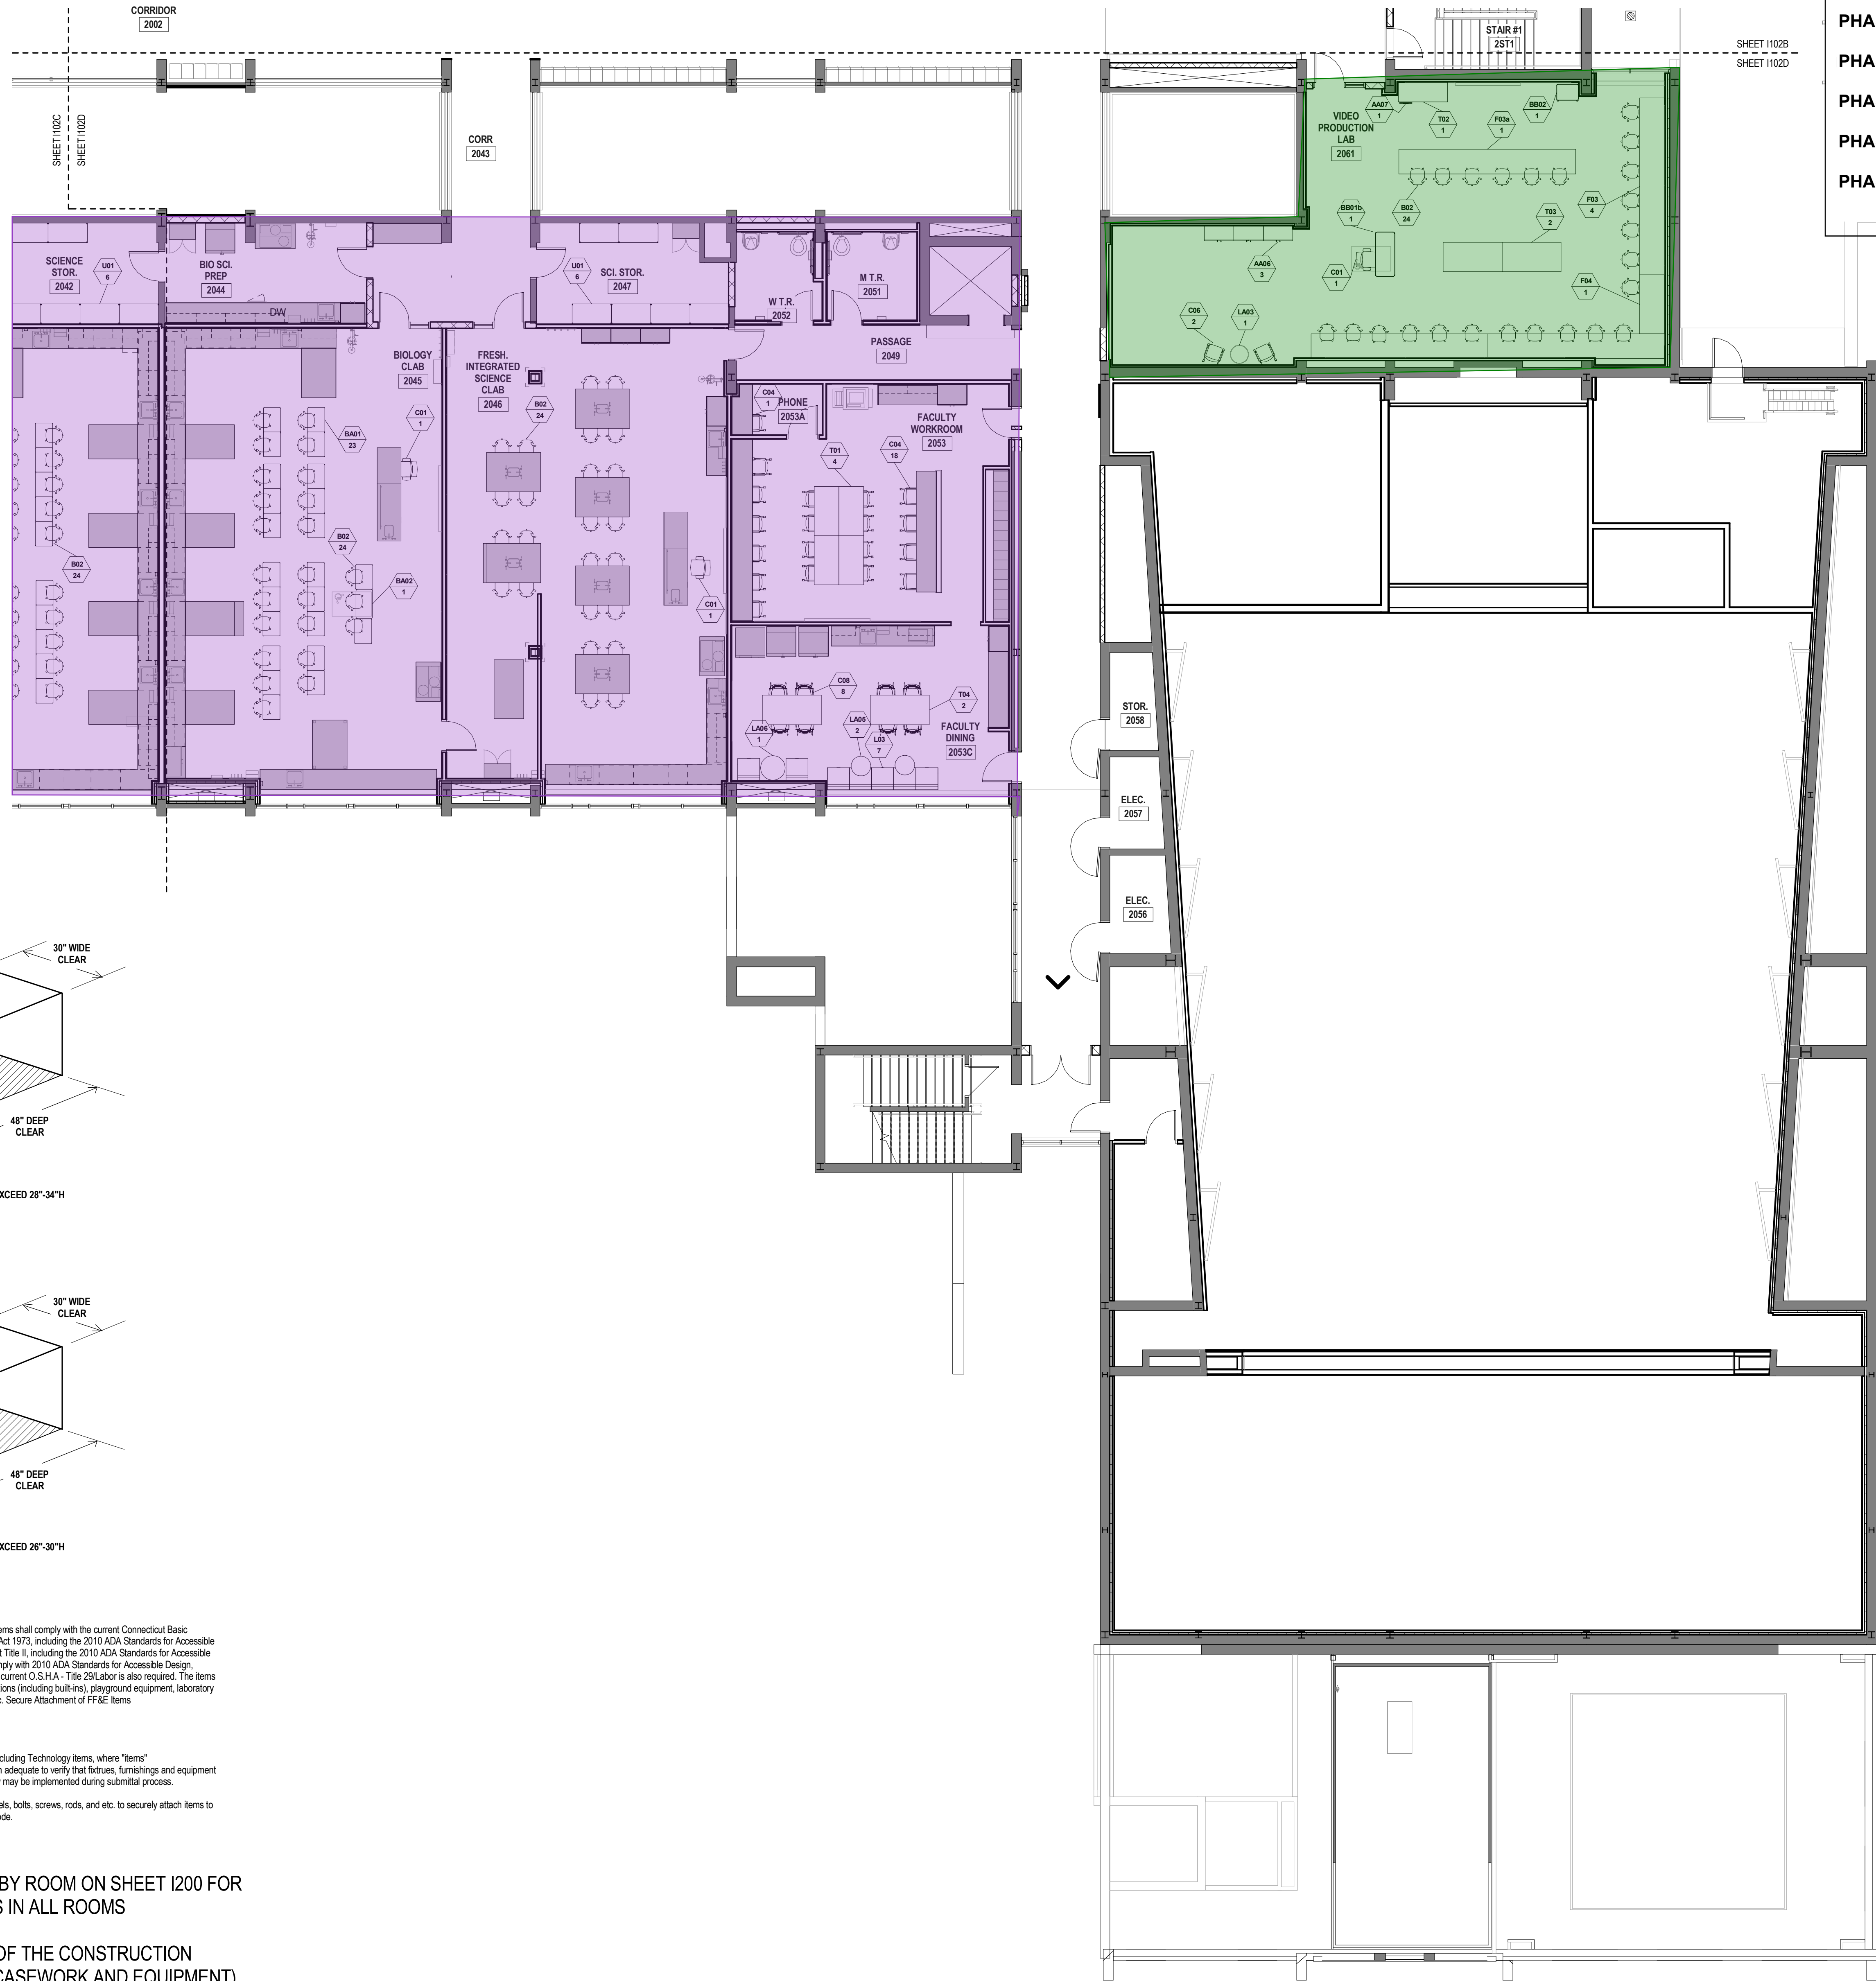 CORRIDOR
2002
SHEET I102C
SHEET I102D
CORR
2043
STAIR #1
2ST1
SHEET I102B
SHEET I102D
PHA
PHA
PHA
PHA
PHA
VIDEO
PRODUCTION
LAB
2061
AA07
1
T02
1
F03a
1
BB02
1
BB01b
1
B02
24
T03
2
F03
4
C01
1
AA06
3
F04
1
C06
2
LA03
1
SCIENCE
STOR.
2042
U01
6
BIO SCI.
PREP
2044
DW
U01
6
SCI. STOR.
2047
W T.R.
2052
M T.R.
2051
PASSAGE
2049
BIOLOGY
CLAB
2045
FRESH.
INTEGRATED
SCIENCE
CLAB
2046
C01
1
B02
24
BA01
23
B02
24
B02
24
BA02
1
C01
1
C04
1
PHONE
2053A
FACULTY
WORKROOM
2053
T01
4
C04
18
C08
8
T04
2
LA06
1
LA05
2
L03
7
FACULTY
DINING
2053C
STOR.
2058
ELEC.
2057
ELEC.
2056
30" WIDE
CLEAR
48" DEEP
CLEAR
XCEED 28"-34"H
30" WIDE
CLEAR
48" DEEP
CLEAR
XCEED 26"-30"H
ems shall comply with the current Connecticut Basic
Act 1973, including the 2010 ADA Standards for Accessible
t Title II, including the 2010 ADA Standards for Accessible
mply with 2010 ADA Standards for Accessible Design,
current O.S.H.A - Title 29/Labor is also required. The items
tions (including built-ins), playground equipment, laboratory
c. Secure Attachment of FF&E Items
cluding Technology items, where "items"
n adequate to verify that fixtrues, furnishings and equipment
y may be implemented during submittal process.
els, bolts, screws, rods, and etc. to securely attach items to
ode.
BY ROOM ON SHEET I200 FOR
S IN ALL ROOMS
OF THE CONSTRUCTION
CASEWORK AND EQUIPMENT)